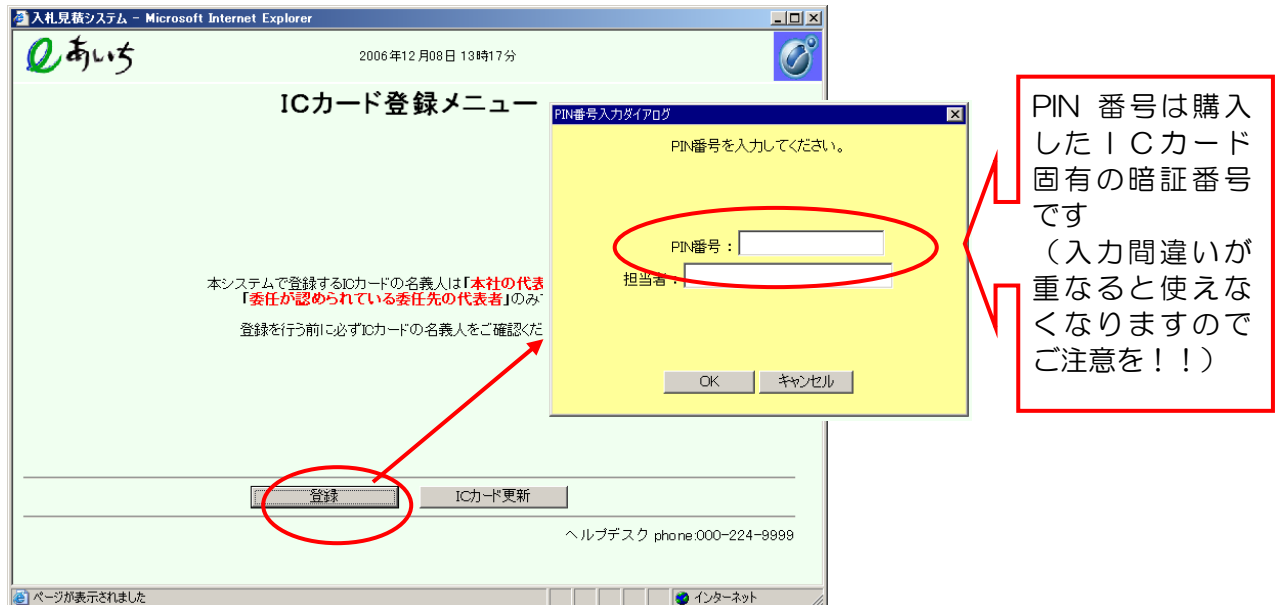 入札見積システム - Microsoft Internet Explorer
あいち
2006年12月08日 13時17分
ICカード登録メニュー
PIN番号入力ダイアログ
PIN番号を入力してください。
PIN番号：
担当者：
OK キャンセル
本システムで登録するICカードの名義人は「本社の代表
「委任が認められている委任先の代表者」のみ
登録を行う前に必ずICカードの名義人をご確認くだ
登録 ICカード更新
ヘルプデスク phone:000-224-9999
ページが表示されました
インターネット
PIN 番号は購入
したＩＣカード
固有の暗証番号
です
（入力間違いが
重なると使えな
くなりますので
ご注意を！！）